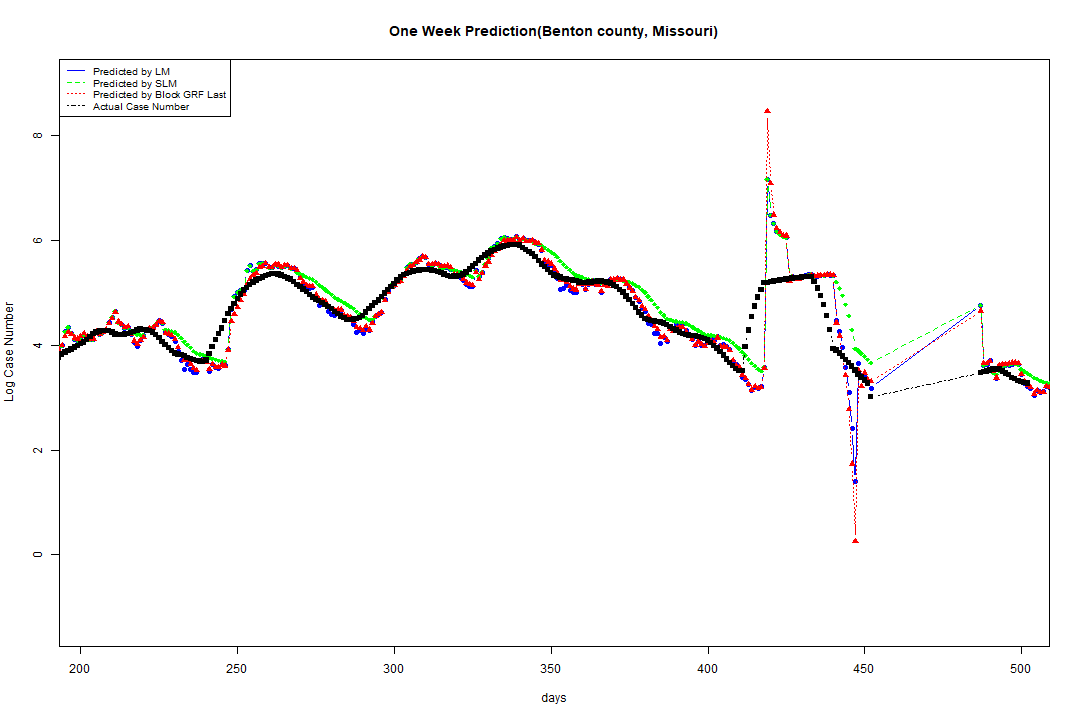 One Week Prediction(Benton county, Missouri)
Predicted by LM
Predicted by SLM
Predicted by Block GRF Last
Actual Case Number
Log Case Number
8
6
4
2
0
200 250 300 350 400 450 500
days